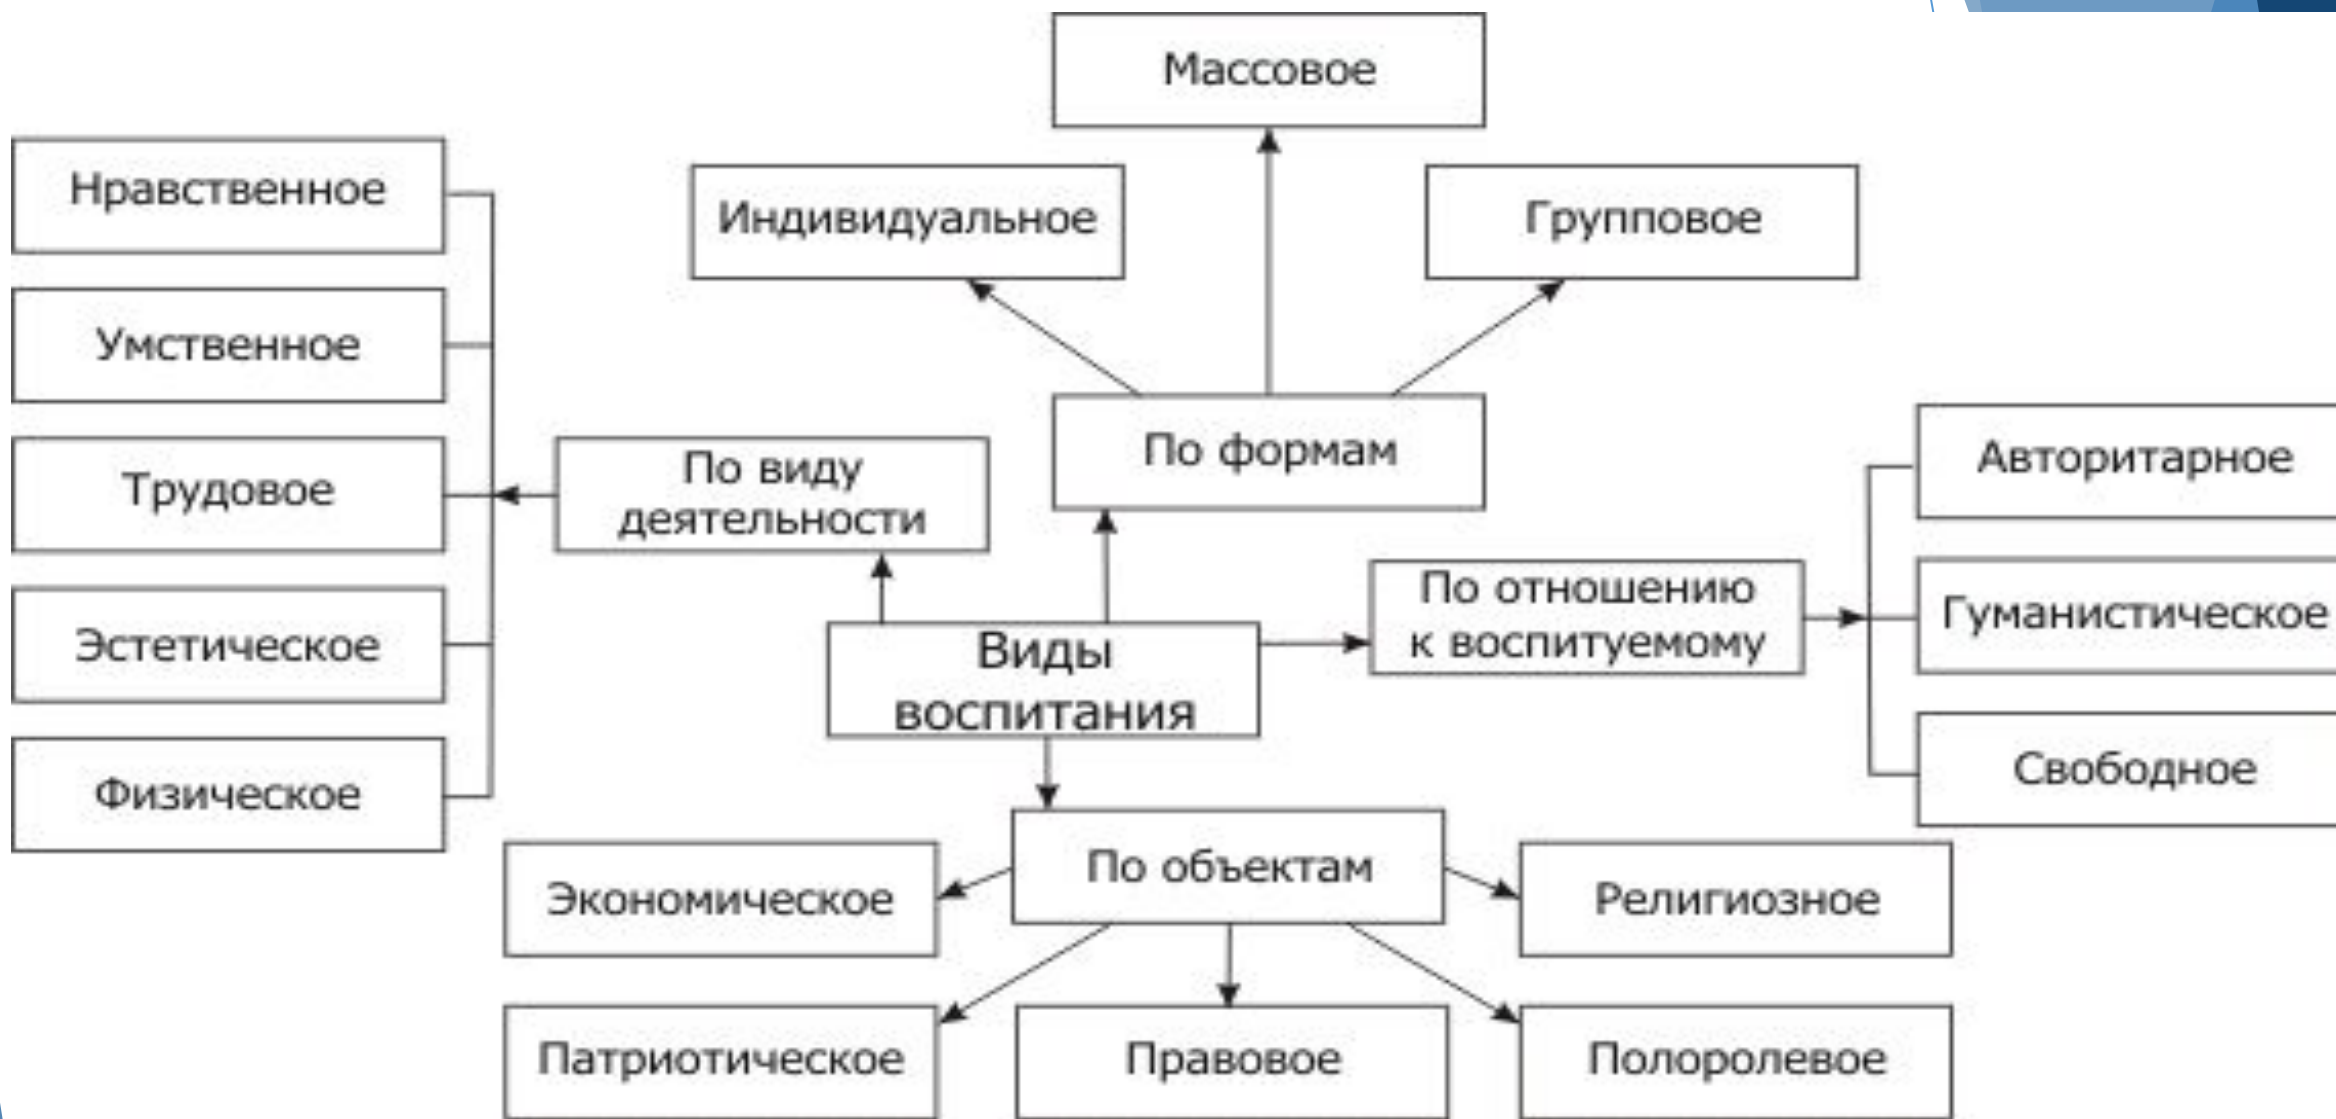 Массовое
Нравственное
Индивидуальное
Групповое
Умственное
По формам
Авторитарное
По виду
деятельности
Трудовое
По отношению
к воспитуемому
Гуманистическое
Эстетическое
Виды
воспитания
Свободное
Физическое
По объектам
Экономическое
Религиозное
Патриотическое
Правовое
Полоролевое